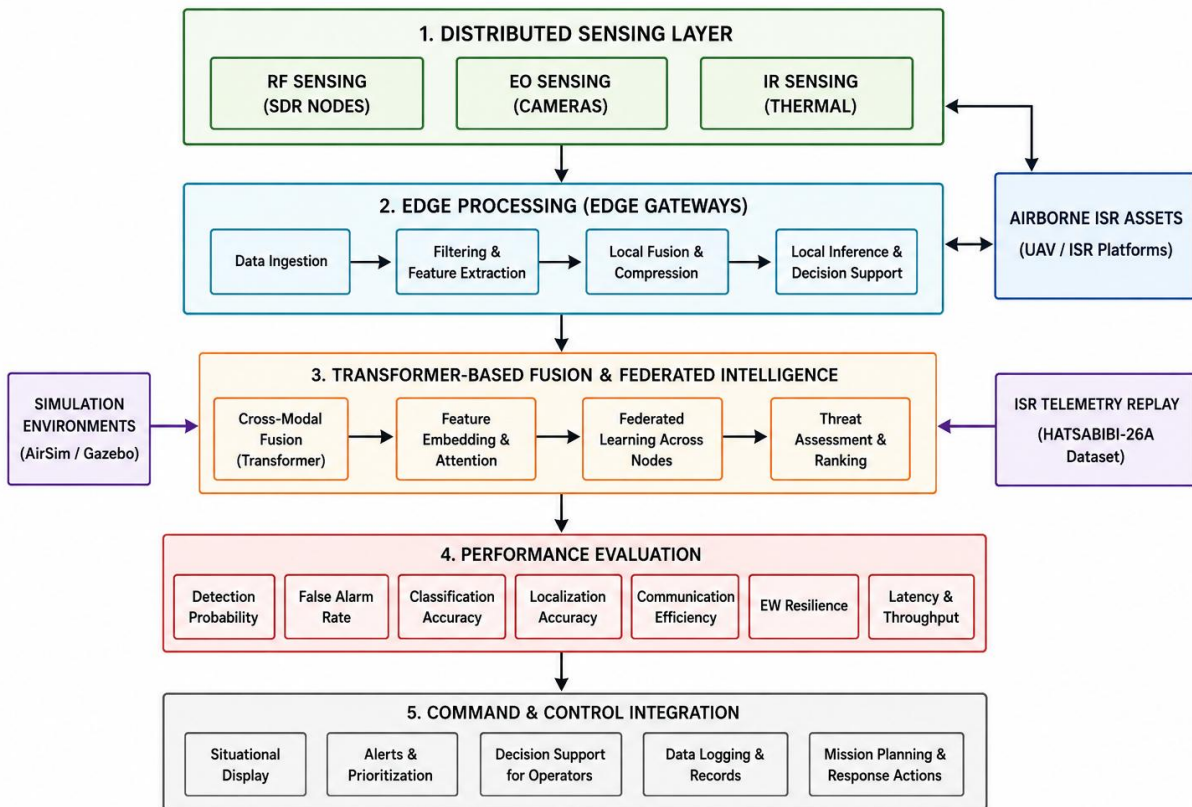 1. DISTRIBUTED SENSING LAYER
RF SENSING
(SDR NODES)
EO SENSING
(CAMERAS)
IR SENSING
(THERMAL)
2. EDGE PROCESSING (EDGE GATEWAYS)
Data Ingestion
Filtering &
Feature Extraction
Local Fusion &
Compression
Local Inference &
Decision Support
AIRBORNE ISR ASSETS
(UAV / ISR Platforms)
SIMULATION
ENVIRONMENTS
(AirSim / Gazebo)
3. TRANSFORMER-BASED FUSION & FEDERATED INTELLIGENCE
Cross-Modal
Fusion
(Transformer)
Feature
Embedding &
Attention
Federated
Learning Across
Nodes
Threat
Assessment &
Ranking
ISR TELEMETRY REPLAY
(HATSABIBI-26A
Dataset)
4. PERFORMANCE EVALUATION
Detection
Probability
False Alarm
Rate
Classification
Accuracy
Localization
Accuracy
Communication
Efficiency
EW Resilience
Latency &
Throughput
5. COMMAND & CONTROL INTEGRATION
Situational
Display
Alerts &
Prioritization
Decision Support
for Operators
Data Logging &
Records
Mission Planning &
Response Actions